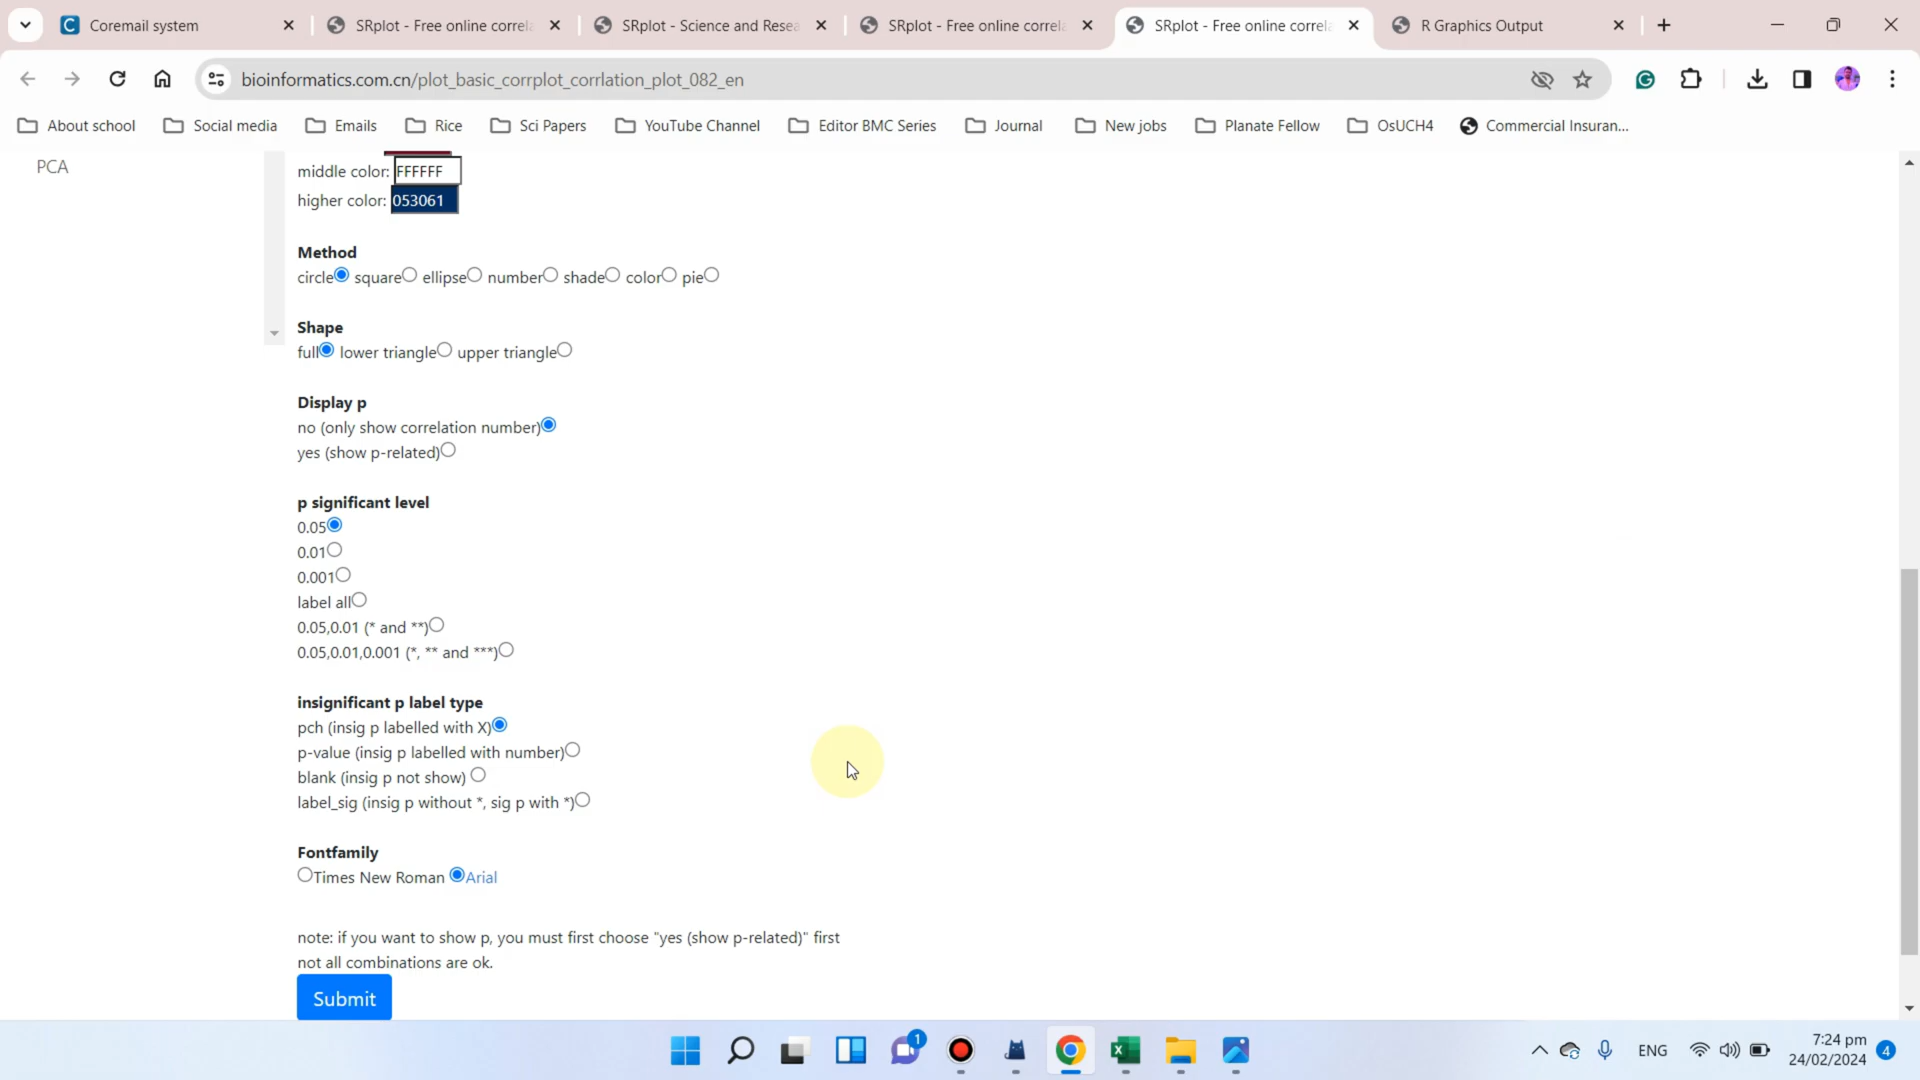 Coremail system
SRplot - Free online correla
SRplot - Science and Resea
SRplot - Free online correla
SRplot - Free online correla
R Graphics Output
bioinformatics.com.cn/plot_basic_corrplot_corrlation_plot_082_en
About school
Social media
Emails
Rice
Sci Papers
YouTube Channel
Editor BMC Series
Journal
New jobs
Planate Fellow
OsUCH4
Commercial Insuran...
PCA
middle color: FFFFFF
higher color: 053061
Method
circle square ellipse number shade color pie
Shape
full lower triangle upper triangle
Display p
no (only show correlation number)
yes (show p-related)
p significant level
0.05
0.01
0.001
label all
0.05,0.01 (* and **)
0.05,0.01,0.001 (*, ** and ***)
insignificant p label type
pch (insig p labelled with X)
p-value (insig p labelled with number)
blank (insig p not show)
label_sig (insig p without *, sig p with *)
Fontfamily
Times New Roman Arial
note: if you want to show p, you must first choose "yes (show p-related)" first
not all combinations are ok.
Submit
1
ENG
7:24 pm
24/02/2024
4